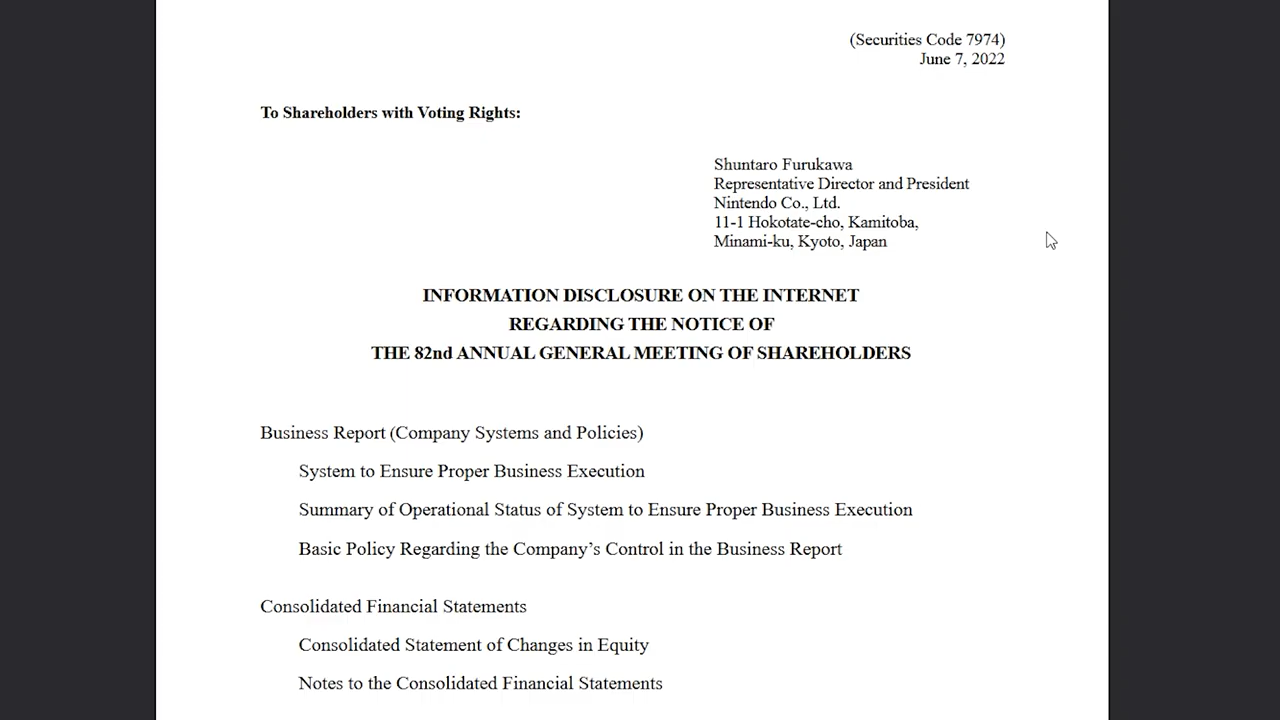 (Securities Code 7974)
June 7, 2022
To Shareholders with Voting Rights:
Shuntaro Furukawa
Representative Director and President
Nintendo Co., Ltd.
11-1 Hokotate-cho, Kamitoba,
Minami-ku, Kyoto, Japan
INFORMATION DISCLOSURE ON THE INTERNET
REGARDING THE NOTICE OF
THE 82nd ANNUAL GENERAL MEETING OF SHAREHOLDERS
Business Report (Company Systems and Policies)
System to Ensure Proper Business Execution
Summary of Operational Status of System to Ensure Proper Business Execution
Basic Policy Regarding the Company’s Control in the Business Report
Consolidated Financial Statements
Consolidated Statement of Changes in Equity
Notes to the Consolidated Financial Statements